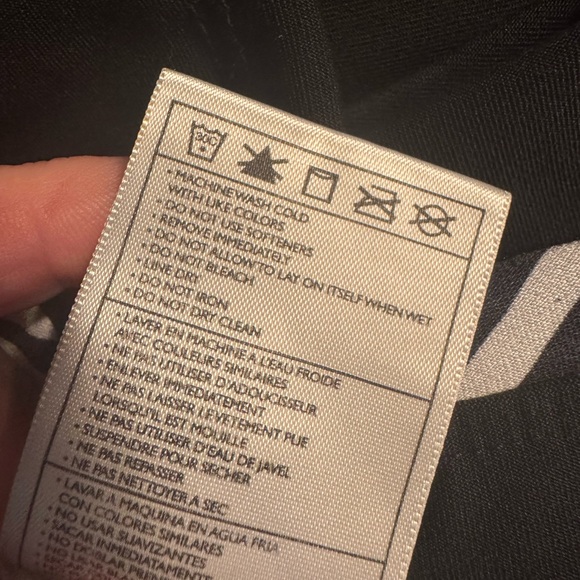 • MACHINE WASH COLD
WITH LIKE COLORS
• DO NOT USE SOFTENERS
• REMOVE IMMEDIATELY
• DO NOT ALLOW TO LAY ON ITSELF WHEN WET
• DO NOT BLEACH
• LINE DRY
• DO NOT IRON
• DO NOT DRY CLEAN
• LAVER EN MACHINE A L'EAU FROIDE
AVEC COULEURS SIMILAIRES
• NE PAS UTILISER D'ADOUCISSEUR
• ENLEVER IMMEDIATEMENT
• NE PAS LAISSER LE VETEMENT PLIE
LORSQU'IL EST MOUILLE
• NE PAS UTILISER D'EAU DE JAVEL
• SUSPENDRE POUR SECHER
• NE PAS REPASSER
• NE PAS NETTOYER A SEC
• LAVAR A MAQUINA EN AGUA FRIA
CON COLORES SIMILARES
• NO USAR SUAVIZANTES
• SACAR INMEDIATAMENTE
• NO DOBLAR